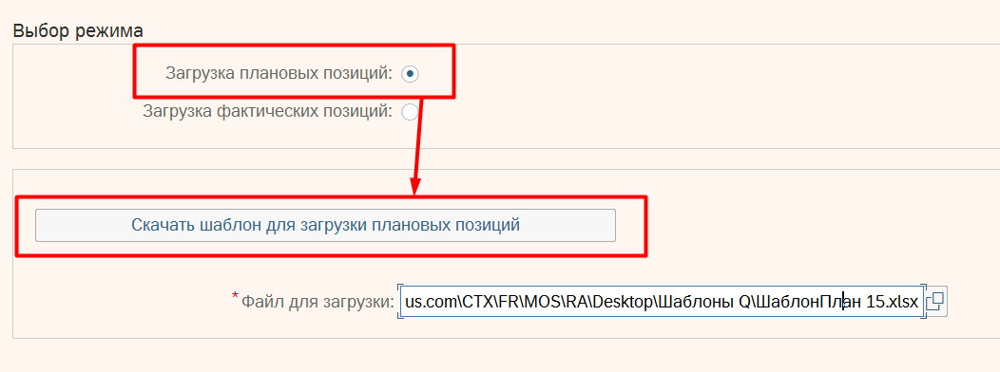 Выбор режима
Загрузка плановых позиций:
Загрузка фактических позиций:
Скачать шаблон для загрузки плановых позиций
* Файл для загрузки: us.com\CTX\FR\MOS\RA\Desktop\Шаблоны Q\ШаблонПлан 15.xlsx